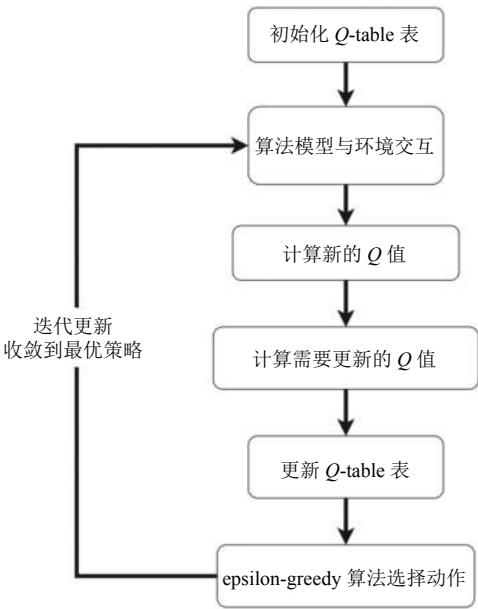 初始化 Q-table 表
算法模型与环境交互
计算新的 Q 值
迭代更新
收敛到最优策略
计算需要更新的 Q 值
更新 Q-table 表
epsilon-greedy 算法选择动作